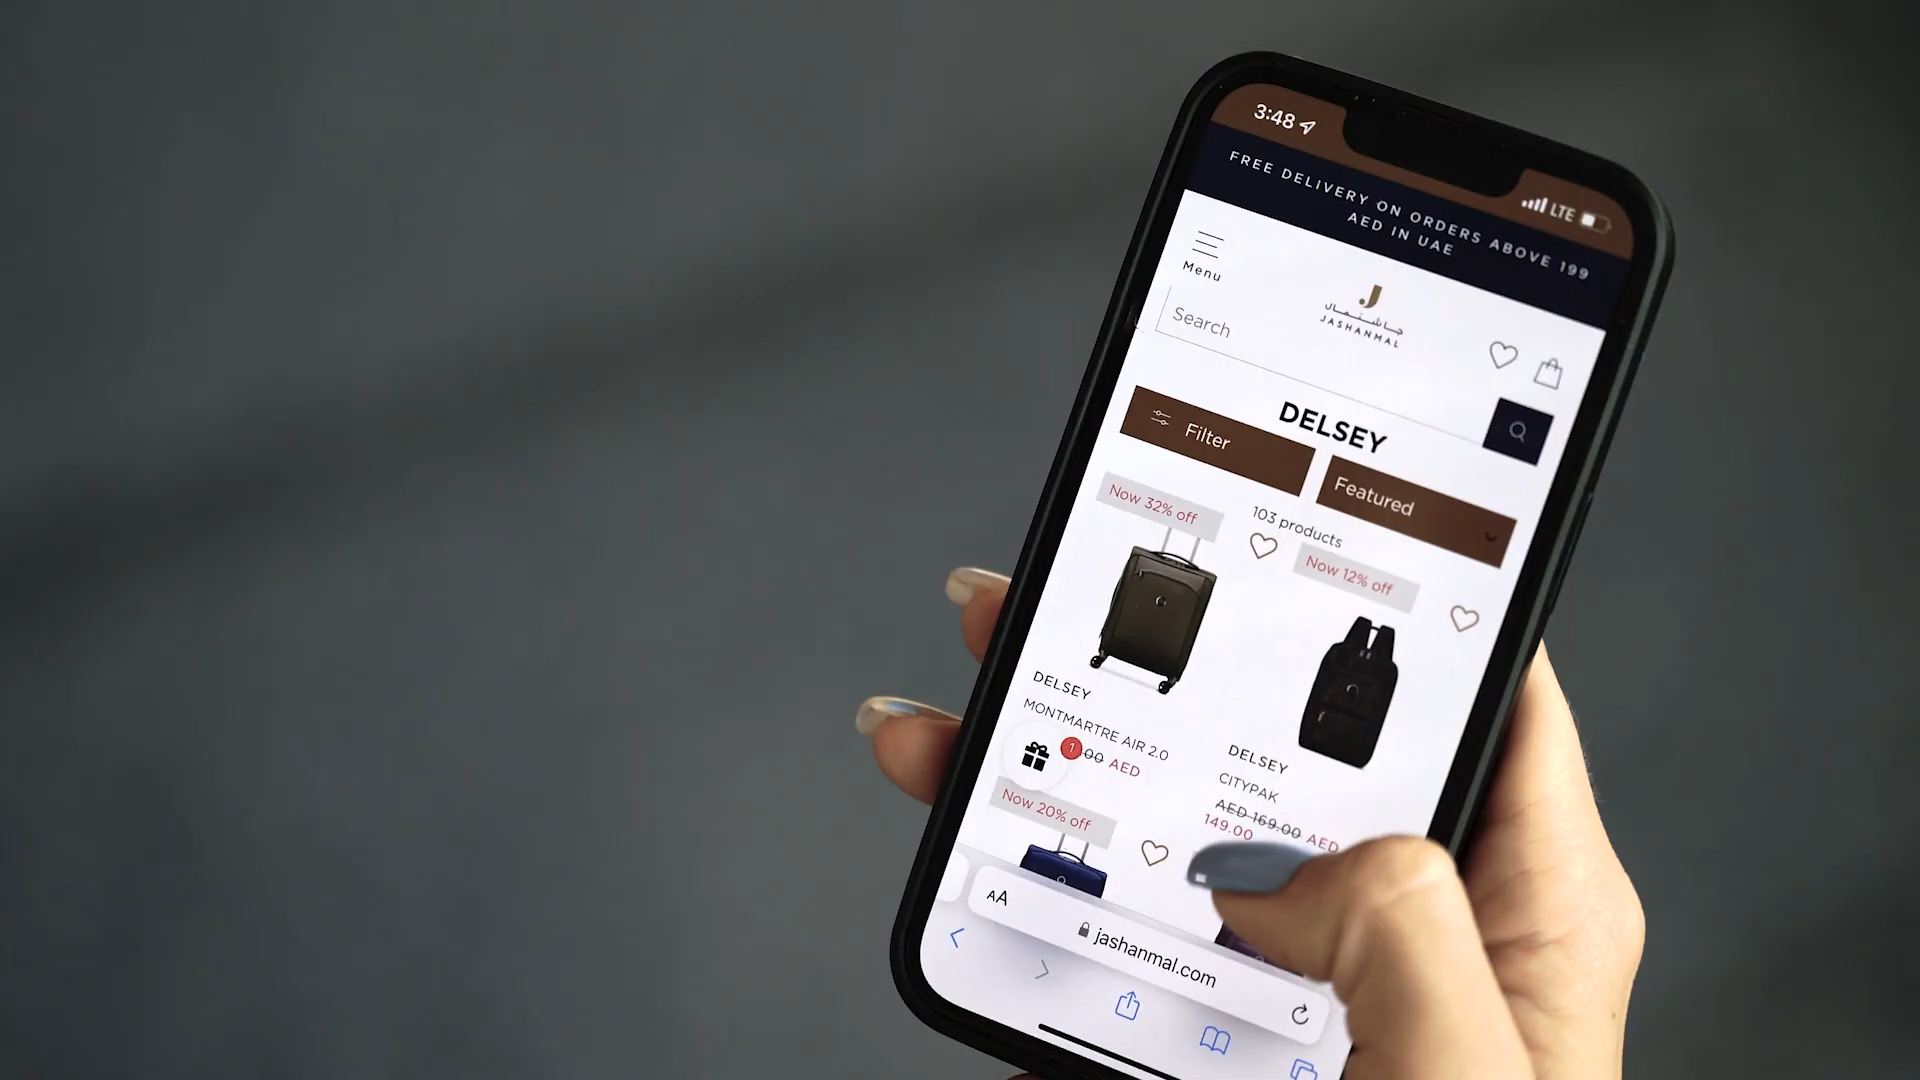 3:48
LTE
FREE DELIVERY ON ORDERS ABOVE 199
AED IN UAE
Menu
J
جاشنمال
JASHANMAL
Search
DELSEY
Filter
Featured
103 products
Now 32% off
Now 12% off
DELSEY
MONTMARTRE AIR 2.0
00 AED
1
DELSEY
CITYPAK
AED 169.00 AED
149.00
Now 20% off
AA
jashanmal.com